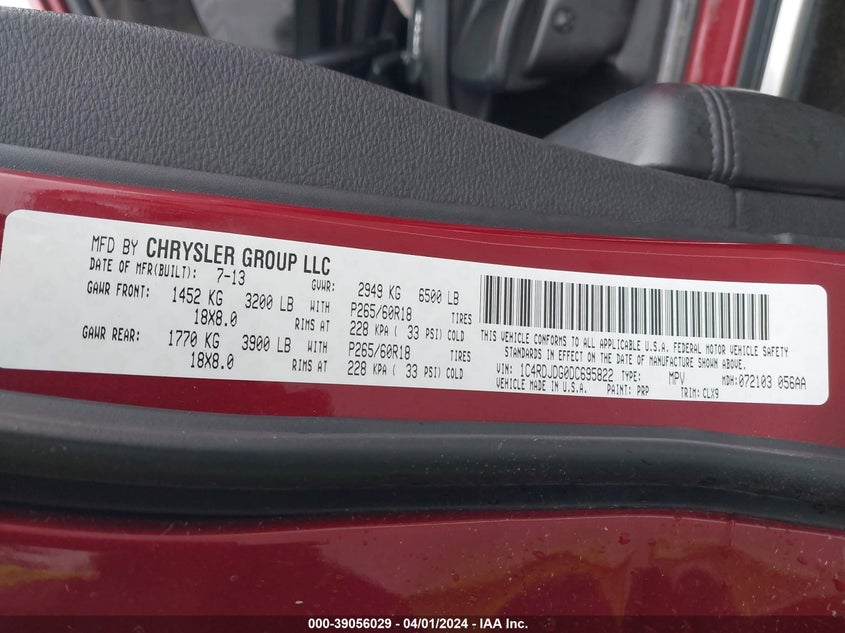 MFD BY CHRYSLER GROUP LLC
DATE OF MFR(BUILT): 7-13 GVWR: 2949 KG 6500 LB
GAWR FRONT: 1452 KG 3200 LB WITH P265/60R18 TIRES
18X8.0 RIMS AT 228 KPA ( 33 PSI) COLD
GAWR REAR: 1770 KG 3900 LB WITH P265/60R18 TIRES
18X8.0 RIMS AT 228 KPA ( 33 PSI) COLD
THIS VEHICLE CONFORMS TO ALL APPLICABLE U.S.A. FEDERAL MOTOR VEHICLE SAFETY
STANDARDS IN EFFECT ON THE DATE OF MANUFACTURE SHOWN ABOVE.
VIN: 1C4RDJDG0DC695822 TYPE: MPV MDH:072103 056AA
VEHICLE MADE IN U.S.A. PAINT: PRP TRIM: CLX9
000-39056029 - 04/01/2024 - IAA Inc.